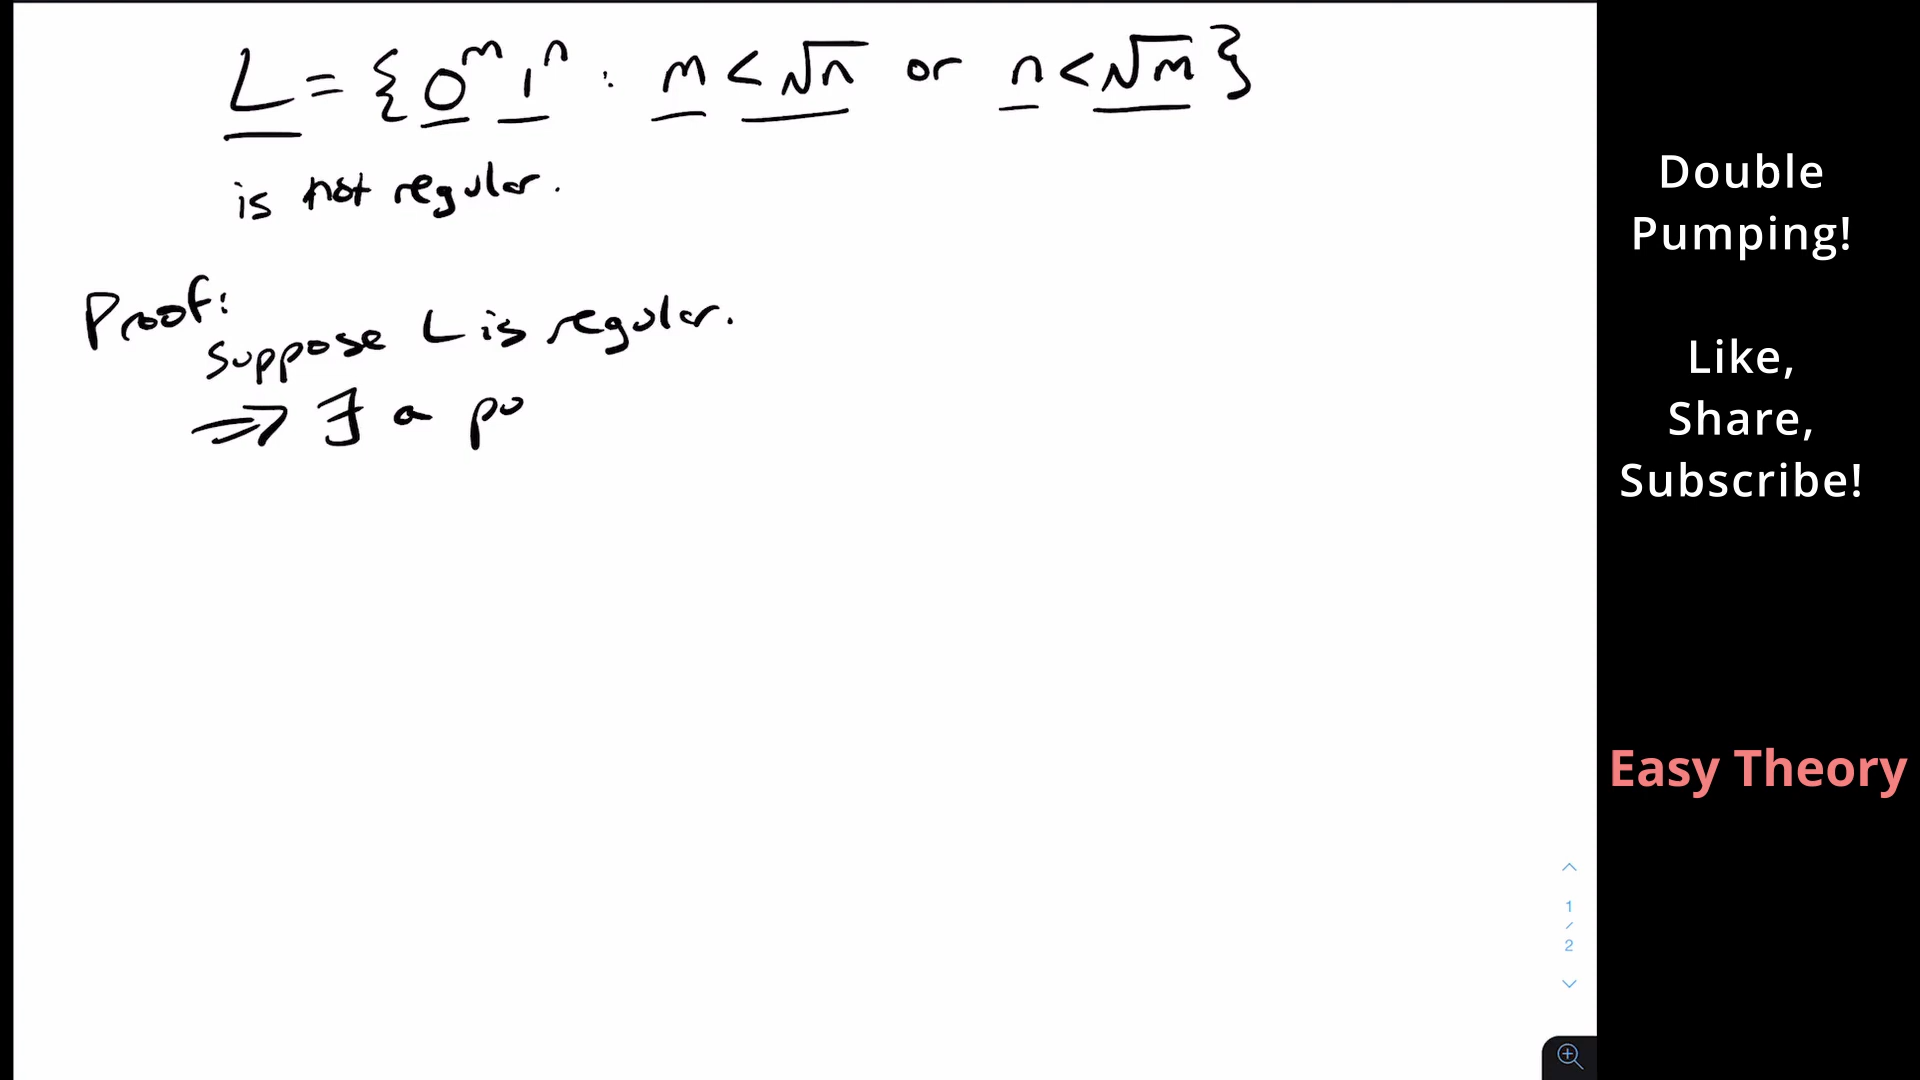 L = {0^m 1^n : m < √n or n < √m}
is not regular.
Proof:
Suppose L is regular.
⇒ ∃ a po
Double
Pumping!
Like,
Share,
Subscribe!
Easy Theory
1
/
2